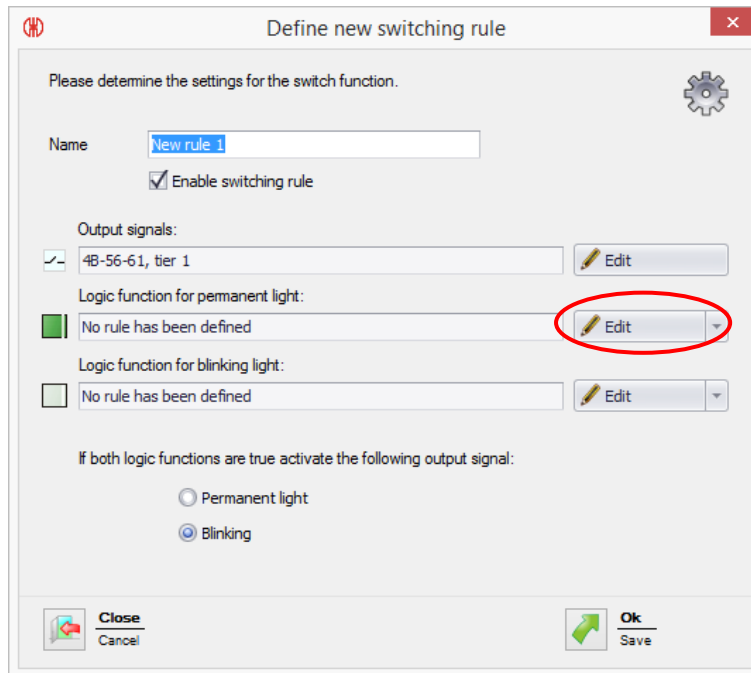 Define new switching rule
Please determine the settings for the switch function.
Name New rule 1
Enable switching rule
Output signals:
4B-56-61, tier 1 Edit
Logic function for permanent light:
No rule has been defined Edit
Logic function for blinking light:
No rule has been defined Edit
If both logic functions are true activate the following output signal:
Permanent light
Blinking
Close Ok
Cancel Save